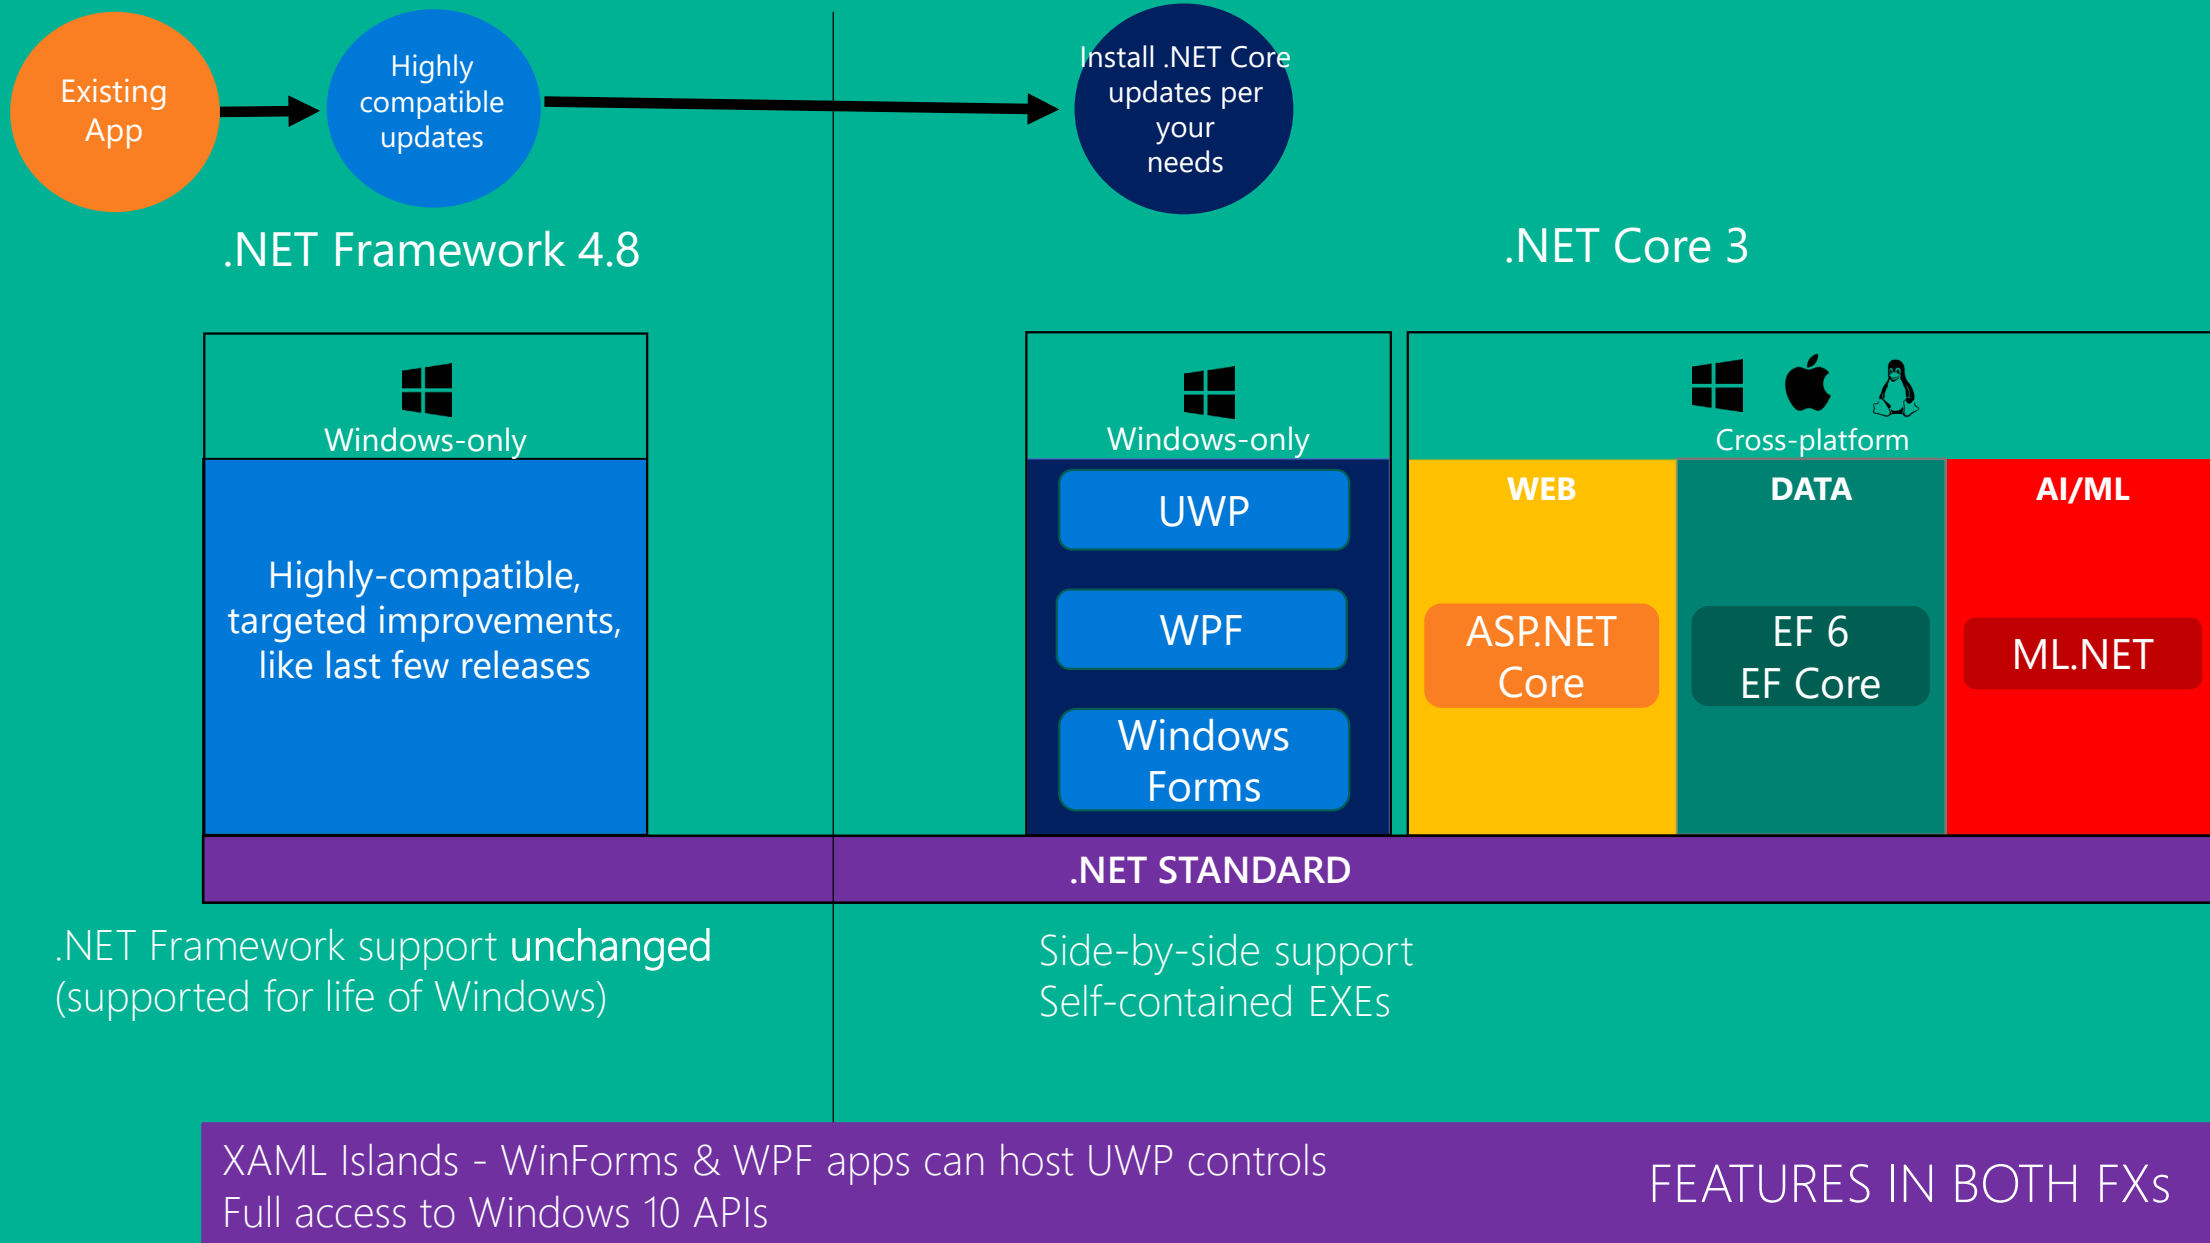 Existing
App
Highly
compatible
updates
Install .NET Core
updates per
your
needs
.NET Framework 4.8
.NET Core 3
Windows-only
Highly-compatible,
targeted improvements,
like last few releases
Windows-only
UWP
WPF
Windows
Forms
Cross-platform
WEB
ASP.NET
Core
DATA
EF 6
EF Core
AI/ML
ML.NET
.NET STANDARD
.NET Framework support unchanged
(supported for life of Windows)
Side-by-side support
Self-contained EXEs
XAML Islands - WinForms & WPF apps can host UWP controls
Full access to Windows 10 APIs
FEATURES IN BOTH FXs